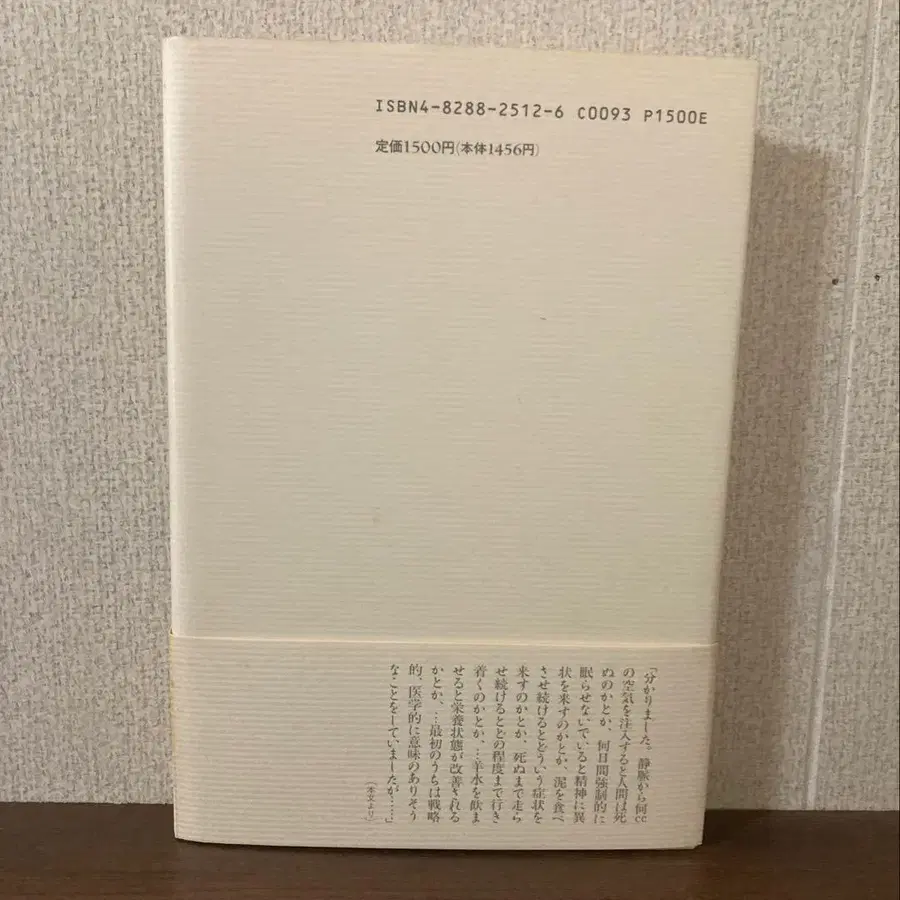 ISBN4-8288-2512-6 C0093 P1500E
定価1500円(本体1456円)
「分かりました。静脈から何cc
の空気を注入すると人間は死
ぬのかとか、何日間強制的に
眠らせないでいると精神に異
状を来すのかとか、泥を食べ
させ続けるとどういう症状を
来すのかとか、死ぬまで走ら
せ続けるとどの程度まで行き
着くのかとか、…羊水を飲ま
せると栄養状態が改善される
かとか、…最初のうちは戦略
的、医学的に意味のありそう
なことをしていましたが……」
(本文より)